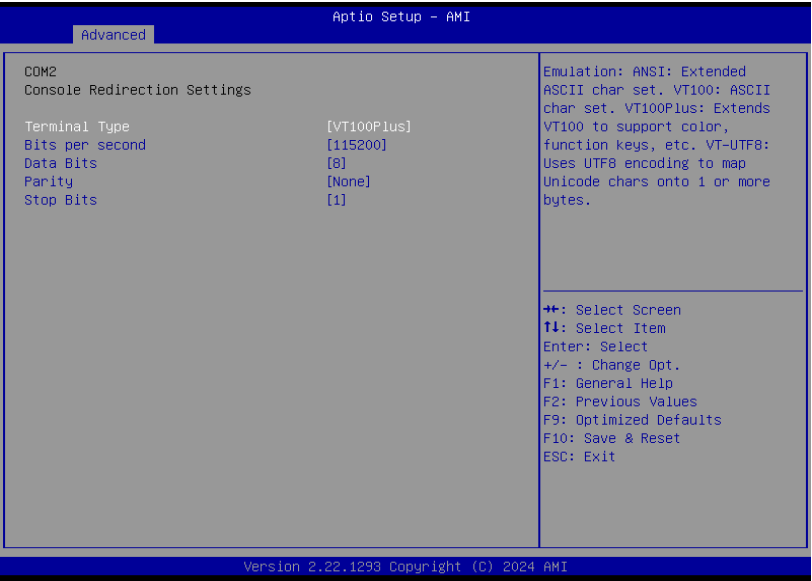 Aptio Setup – AMI
Advanced
COM2
Console Redirection Settings
Terminal Type [VT100Plus]
Bits per second [115200]
Data Bits [8]
Parity [None]
Stop Bits [1]
Emulation: ANSI: Extended
ASCII char set. VT100: ASCII
char set. VT100Plus: Extends
VT100 to support color,
function keys, etc. VT-UTF8:
Uses UTF8 encoding to map
Unicode chars onto 1 or more
bytes.
→←: Select Screen
↑↓: Select Item
Enter: Select
+/- : Change Opt.
F1: General Help
F2: Previous Values
F9: Optimized Defaults
F10: Save & Reset
ESC: Exit
Version 2.22.1293 Copyright (C) 2024 AMI